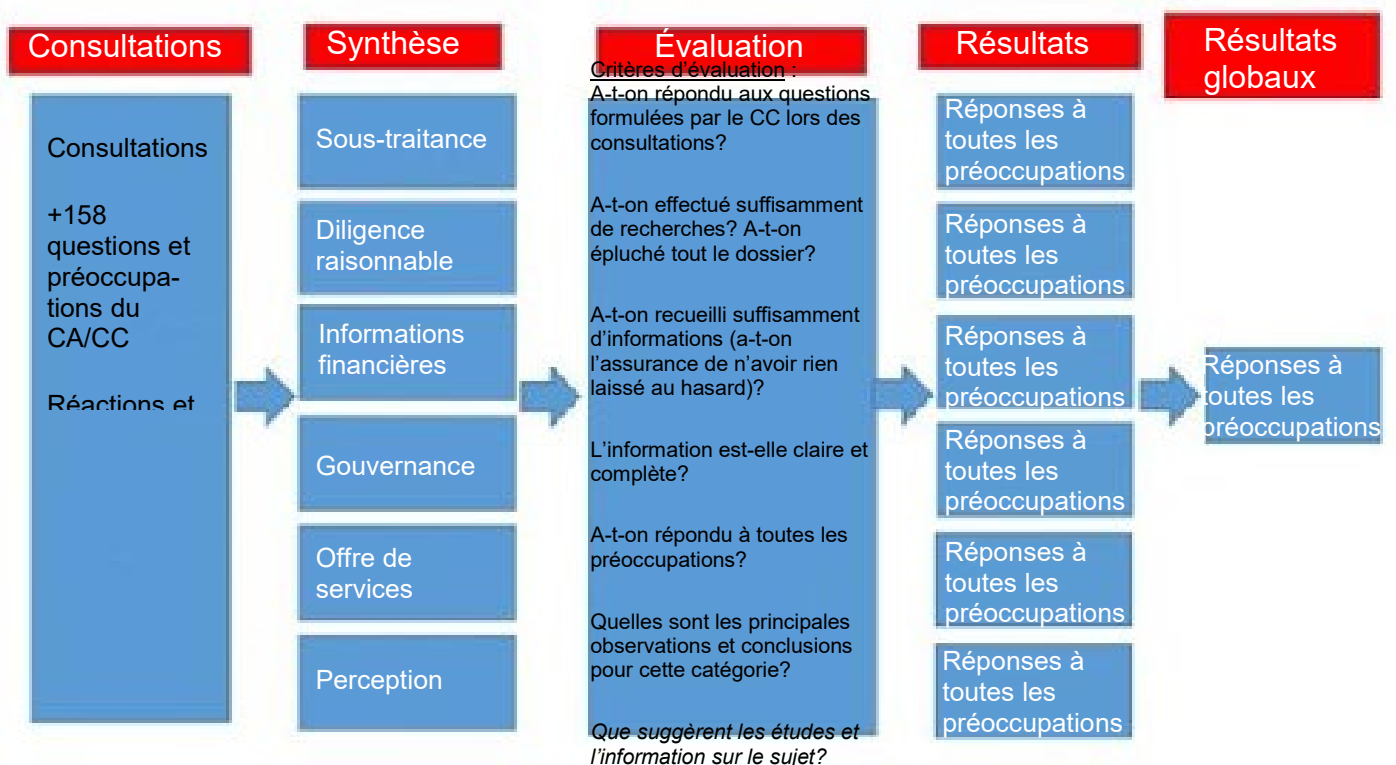 Consultations
Synthèse
Évaluation
Résultats
Résultats
globaux
Consultations
+158
questions et
préoccupa-
tions du
CA/CC
Réactions et
Sous-traitance
Diligence
raisonnable
Informations
financières
Gouvernance
Offre de
services
Perception
Critères d’évaluation :
A-t-on répondu aux questions
formulées par le CC lors des
consultations?
A-t-on effectué suffisamment
de recherches? A-t-on
épluché tout le dossier?
A-t-on recueilli suffisamment
d’informations (a-t-on
l’assurance de n’avoir rien
laissé au hasard)?
L’information est-elle claire et
complète?
A-t-on répondu à toutes les
préoccupations?
Quelles sont les principales
observations et conclusions
pour cette catégorie?
Que suggèrent les études et
l’information sur le sujet?
Réponses à
toutes les
préoccupations
Réponses à
toutes les
préoccupations
Réponses à
toutes les
préoccupations
Réponses à
toutes les
préoccupations
Réponses à
toutes les
préoccupations
Réponses à
toutes les
préoccupations
Réponses à
toutes les
préoccupations